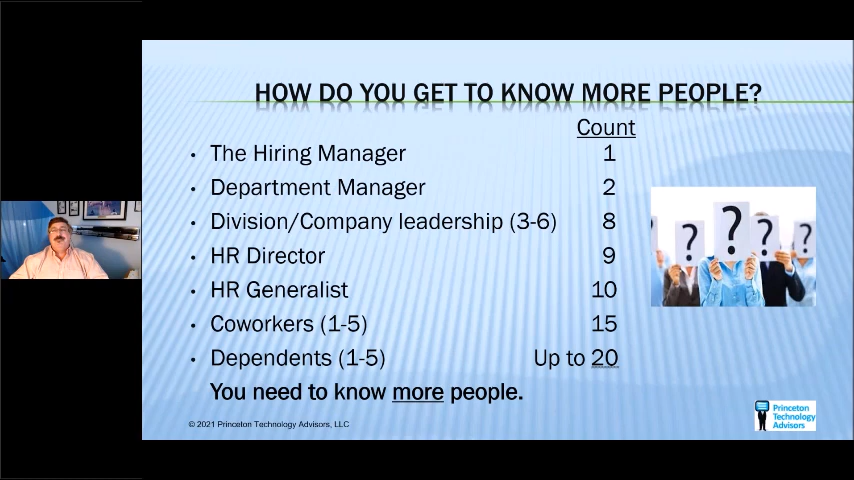 HOW DO YOU GET TO KNOW MORE PEOPLE?
Count
• The Hiring Manager 1
• Department Manager 2
• Division/Company leadership (3-6) 8
• HR Director 9
• HR Generalist 10
• Coworkers (1-5) 15
• Dependents (1-5) Up to 20
You need to know more people.
? ? ? ?
© 2021 Princeton Technology Advisors, LLC
Princeton
Technology
Advisors